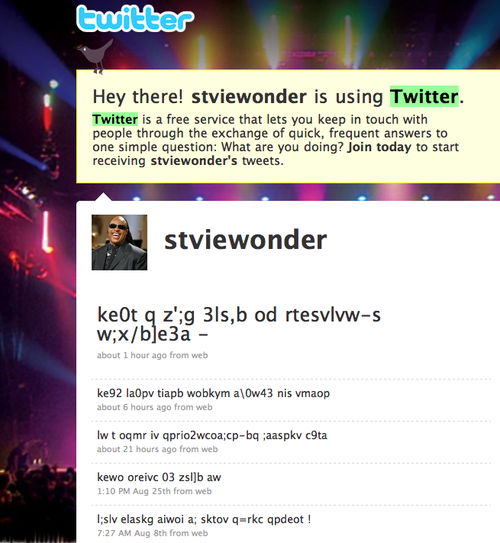 twitter
Hey there! stviewonder is using Twitter.
Twitter is a free service that lets you keep in touch with
people through the exchange of quick, frequent answers to
one simple question: What are you doing? Join today to start
receiving stviewonder's tweets.
stviewonder
ke0t q z';g 3ls,b od rtesvlvw-s
w;x/b]e3a -
about 1 hour ago from web
ke92 la0pv tiapb wobkym a\0w43 nis vmaop
about 6 hours ago from web
lw t oqmr iv qprio2wcoa;cp-bq ;aaspkv c9ta
about 21 hours ago from web
kewo oreivc 03 zsl]b aw
1:10 PM Aug 25th from web
l;slv elaskg aiwoi a; sktov q=rkc qpdeot !
7:27 AM Aug 8th from web